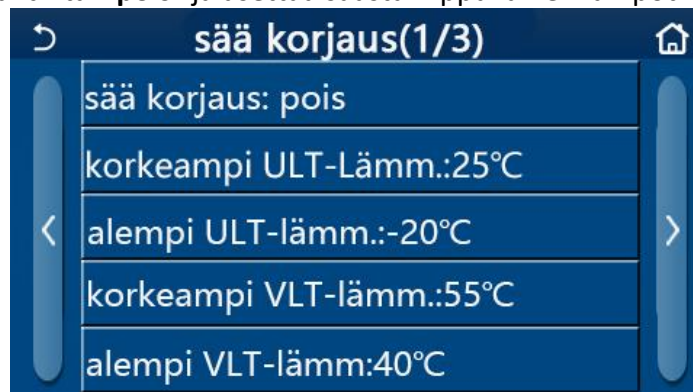 sää korjaus(1/3)
sää korjaus: pois
korkeampi ULT-Lämm.:25℃
alempi ULT-lämm.:-20℃
korkeampi VLT-lämm.:55℃
alempi VLT-lämm:40℃